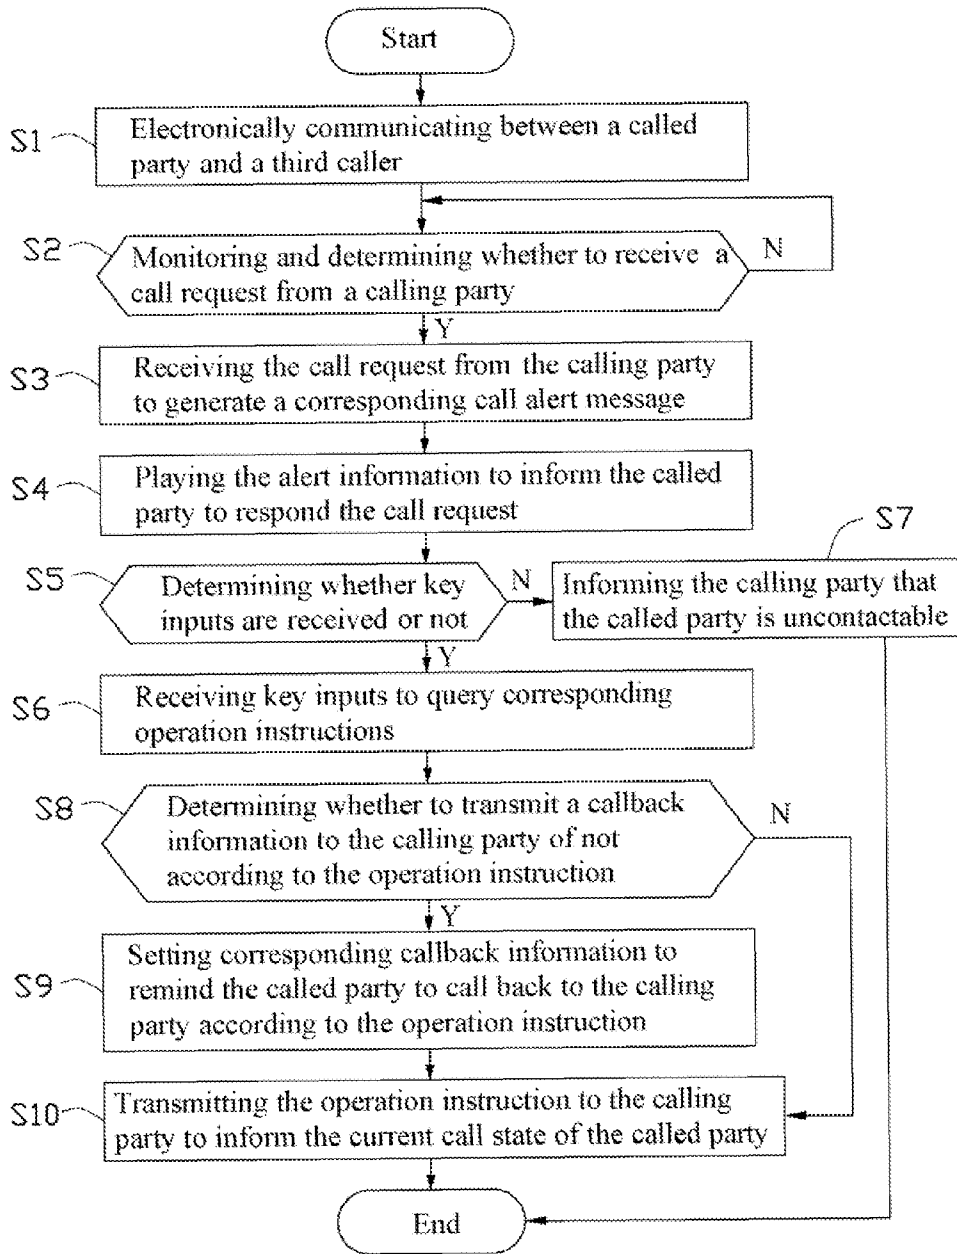 Start
S1
Electronically communicating between a called
party and a third caller
S2
Monitoring and determining whether to receive a
call request from a calling party
N
Y
S3
Receiving the call request from the calling party
to generate a corresponding call alert message
S4
Playing the alert information to inform the called
party to respond the call request
S5
Determining whether key
inputs are received or not
N
S7
Informing the calling party that
the called party is uncontactable
Y
S6
Receiving key inputs to query corresponding
operation instructions
S8
Determining whether to transmit a callback
information to the calling party of not
according to the operation instruction
N
Y
S9
Setting corresponding callback information to
remind the called party to call back to the calling
party according to the operation instruction
S10
Transmitting the operation instruction to the calling
party to inform the current call state of the called party
End